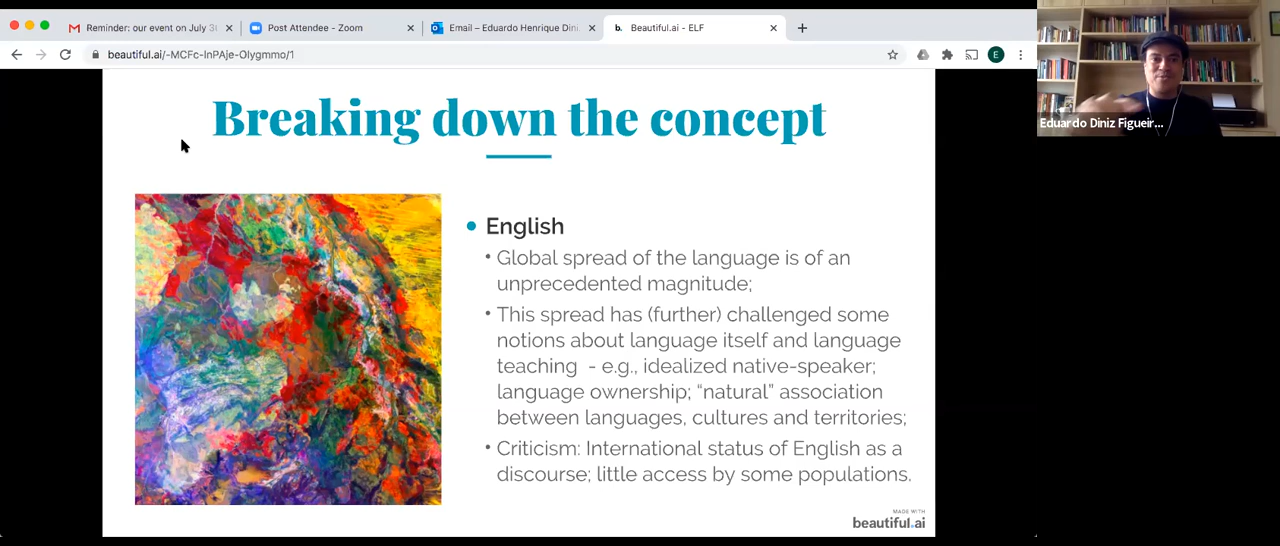 Reminder: our event on July 30
Post Attendee - Zoom
Email – Eduardo Henrique Dini
b. Beautiful.ai - ELF
beautiful.ai/-MCFc-InPAje-Olygmmo/1
E
Eduardo Diniz Figueir...
Breaking down the concept
• English
• Global spread of the language is of an
unprecedented magnitude;
• This spread has (further) challenged some
notions about language itself and language
teaching - e.g., idealized native-speaker;
language ownership; “natural” association
between languages, cultures and territories;
• Criticism: International status of English as a
discourse; little access by some populations.
MADE WITH
beautiful.ai